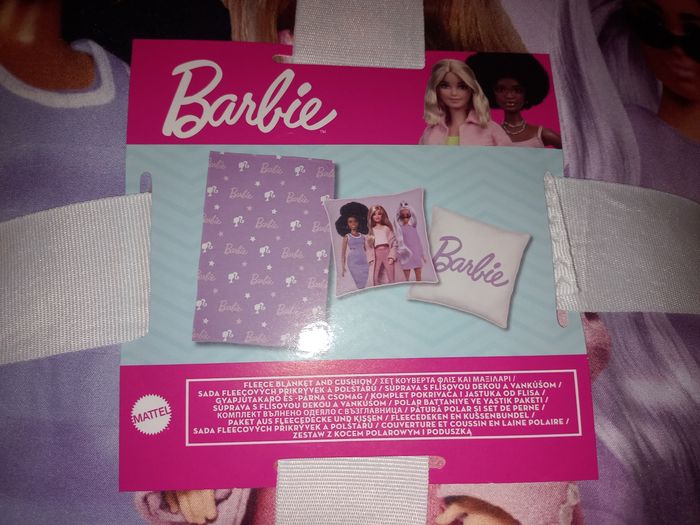 Barbie
TM
Barbie
FLEECE BLANKET AND CUSHION / ΣΕΤ ΚΟΥΒΕΡΤΑ ΦΛΙΣ ΚΑΙ ΜΑΞΙΛΑΡΙ /
SADA FLEECOVÝCH PŘIKRÝVEK A POLŠTÁŘŮ / SÚPRAVA S FLÍSOVOU DEKOU A VANKÚŠOM /
GYAPJÚTAKARÓ ÉS -PÁRNA CSOMAG / KOMPLET POKRIVAČA I JASTUKA OD FLISA /
SÚPRAVA S FLÍSOVOU DEKOU A VANKÚŠOM / POLAR BATTANİYE VE YASTIK PAKETİ /
КОМПЛЕКТ ВЪЛНЕНО ОДЕЯЛО С ВЪЗГЛАВНИЦА / PĂTURĂ POLAR ȘI SET DE PERNE /
PAKET AUS FLEECEDECKE UND KISSEN / FLEECEDEKEN EN KUSSENBUNDEL /
SADA FLEECOVÝCH PŘIKRÝVEK A POLŠTÁŘŮ / COUVERTURE ET COUSSIN EN LAINE POLAIRE /
ZESTAW Z KOCEM POLAROWYM I PODUSZKĄ
MATTEL